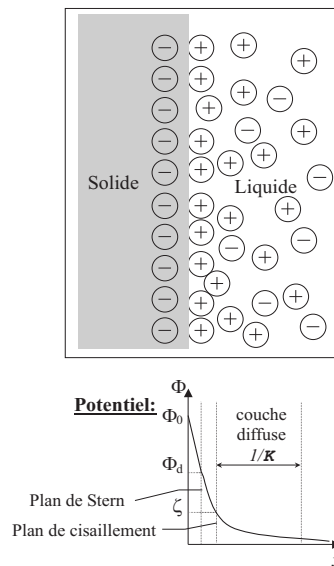 Solide
Liquide
Potentiel:
Φ
Φ0
couche
diffuse
1/κ
Φd
Plan de Stern
ζ
Plan de cisaillement